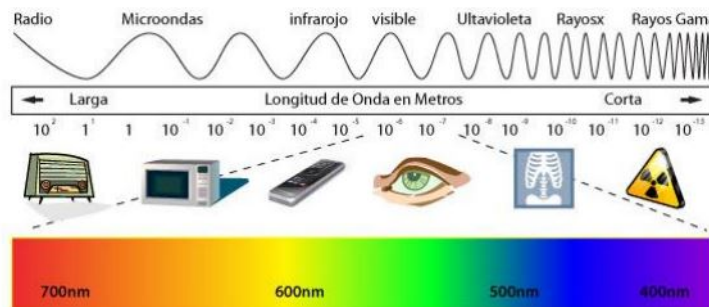 Radio Microondas infrarojo visible Ultavioleta Rayosx Rayos Gama
Larga Longitud de Onda en Metros Corta
10² 1¹ 1 10⁻¹ 10⁻² 10⁻³ 10⁻⁴ 10⁻⁵ 10⁻⁶ 10⁻⁷ 10⁻⁸ 10⁻⁹ 10⁻¹⁰ 10⁻¹¹ 10⁻¹² 10⁻¹³
700nm 600nm 500nm 400nm